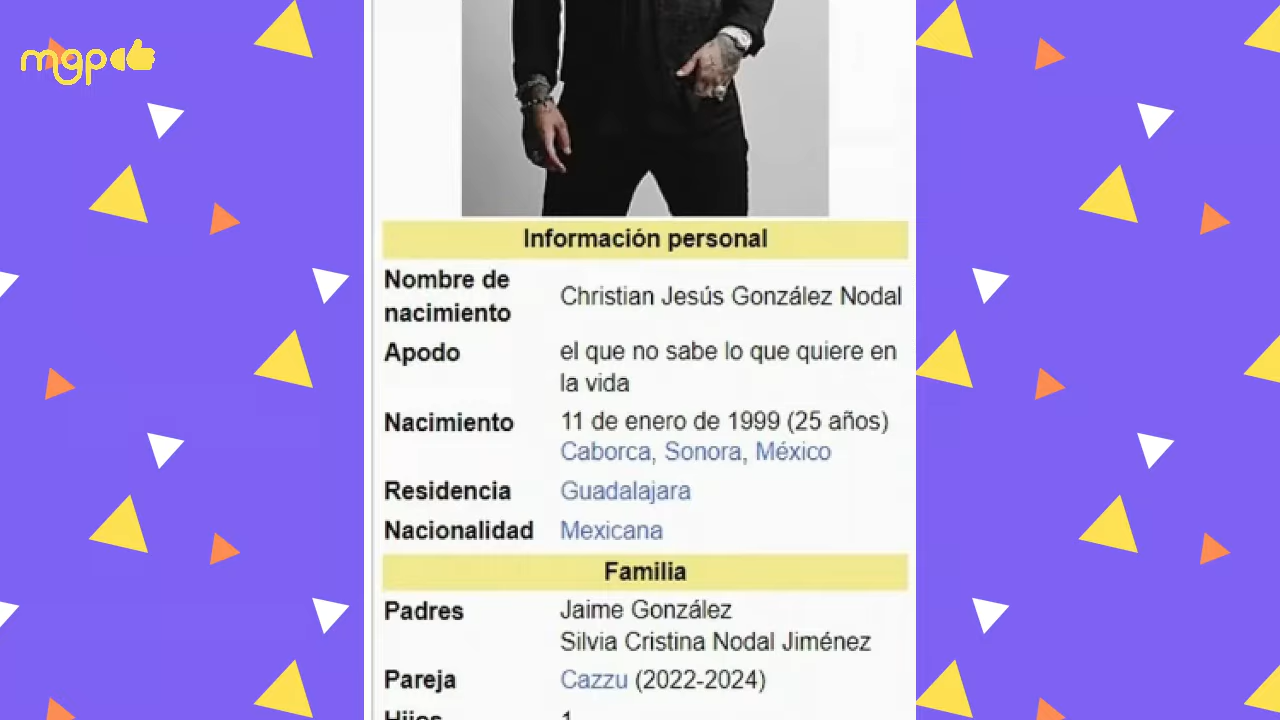 mgp
Información personal
Nombre de nacimiento Christian Jesús González Nodal
Apodo el que no sabe lo que quiere en
la vida
Nacimiento 11 de enero de 1999 (25 años)
Caborca, Sonora, México
Residencia Guadalajara
Nacionalidad Mexicana
Familia
Padres Jaime González
Silvia Cristina Nodal Jiménez
Pareja Cazzu (2022-2024)
Hijos 1